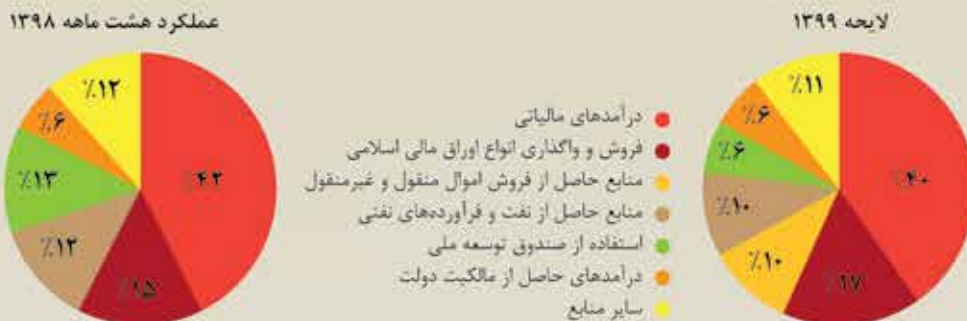 لایحه ۱۳۹۹
عملکرد هشت ماهه ۱۳۹۸
٪۴۰
٪۱۷
٪۱۰
٪۱۰
٪۶
٪۶
٪۱۱
درآمدهای مالیاتی
فروش و واگذاری انواع اوراق مالی اسلامی
منابع حاصل از فروش اموال منقول و غیرمنقول
منابع حاصل از نفت و فرآورده‌های نفتی
استفاده از صندوق توسعه ملی
درآمدهای حاصل از مالکیت دولت
سایر منابع
٪۱۵
٪۱۲
٪۱۳
٪۶
٪۱۲